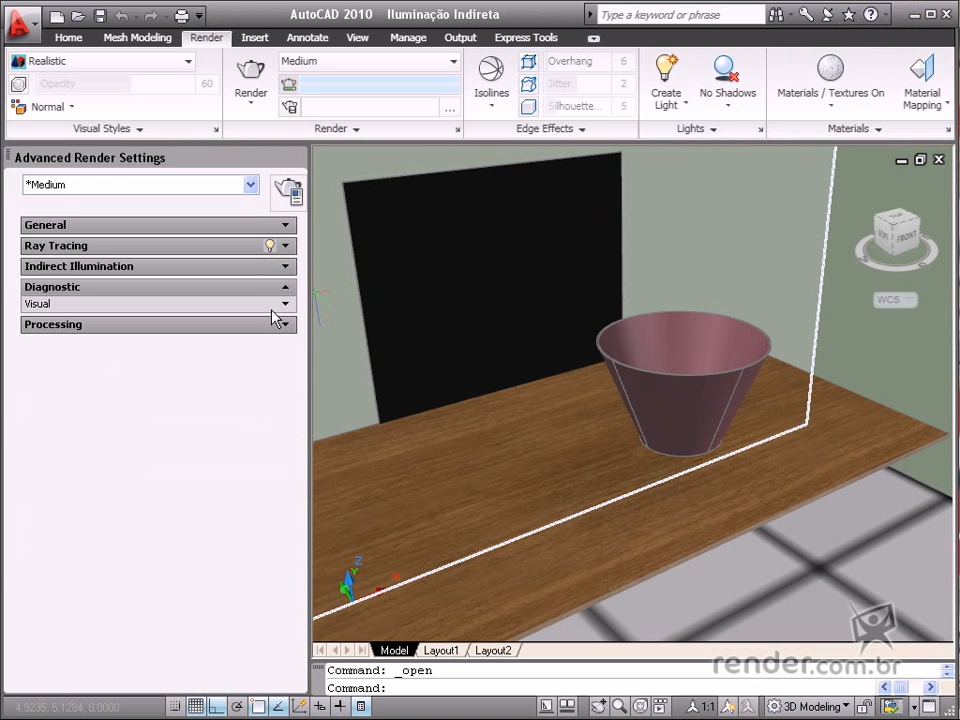 AutoCAD 2010 Iluminação Indireta
Type a keyword or phrase
Home Mesh Modeling Render Insert Annotate View Manage Output Express Tools
Realistic
Opacity 60
Normal
Visual Styles
Render
Medium
...
Render
Isolines
Overhang 6
Jitter 2
Silhouette... 5
Edge Effects
Create Light
No Shadows
Lights
Materials / Textures On
Material Mapping
Materials
Advanced Render Settings
*Medium
General
Ray Tracing
Indirect Illumination
Diagnostic
Visual
Processing
TOP
FRONT
WCS
Z
Y
Model Layout1 Layout2
render.com.br
Command: _open
Command:
4.9235, 5.1284, 0.0000
1:1
3D Modeling